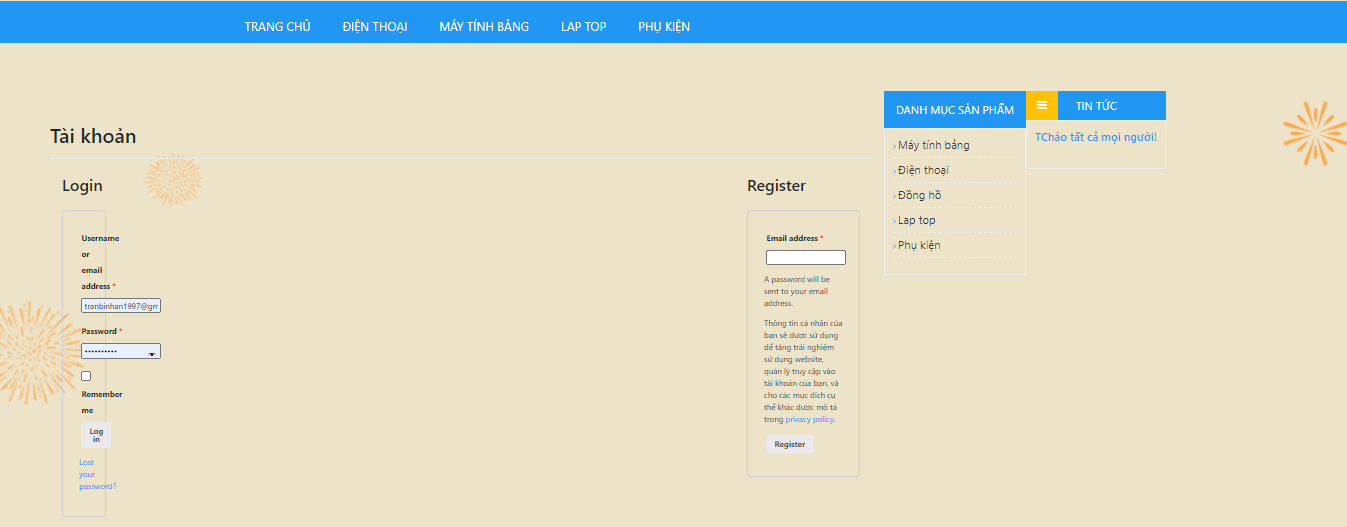 TRANG CHỦ ĐIỆN THOẠI MÁY TÍNH BẢNG LAP TOP PHỤ KIỆN
Tài khoản
Login
Username
or
email
address *
tranbinhan1997@gm
Password *
Remember
me
Log
in
Lost
your
password?
Register
Email address *
A password will be
sent to your email
address.
Thông tin cá nhân của
bạn sẽ được sử dụng
để tăng trải nghiệm
sử dụng website,
quản lý truy cập vào
tài khoản của bạn, và
cho các mục đích cụ
thể khác được mô tả
trong privacy policy.
Register
DANH MỤC SẢN PHẨM
› Máy tính bảng
› Điện thoại
› Đồng hồ
› Lap top
› Phụ kiện
TIN TỨC
TChào tất cả mọi người!